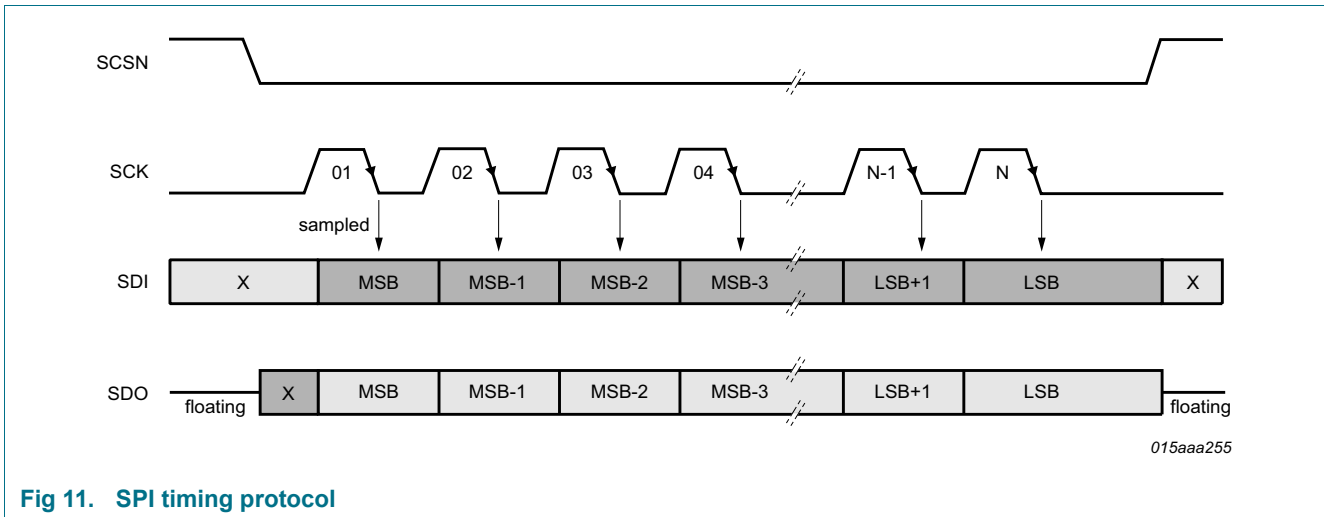 SCSN
SCK 01 02 03 04 N-1 N
sampled
SDI X MSB MSB-1 MSB-2 MSB-3 LSB+1 LSB X
SDO X MSB MSB-1 MSB-2 MSB-3 LSB+1 LSB
floating floating
015aaa255
Fig 11. SPI timing protocol